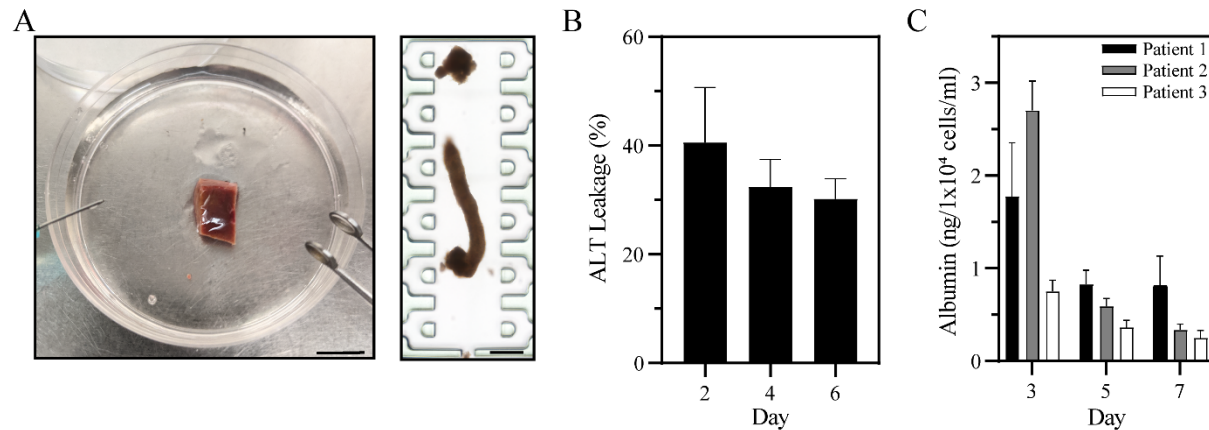 A
B
C
60
40
20
0
ALT Leakage (%)
2 4 6
Day
3
2
1
0
Albumin (ng/1x10⁴ cells/ml)
Patient 1
Patient 2
Patient 3
3 5 7
Day